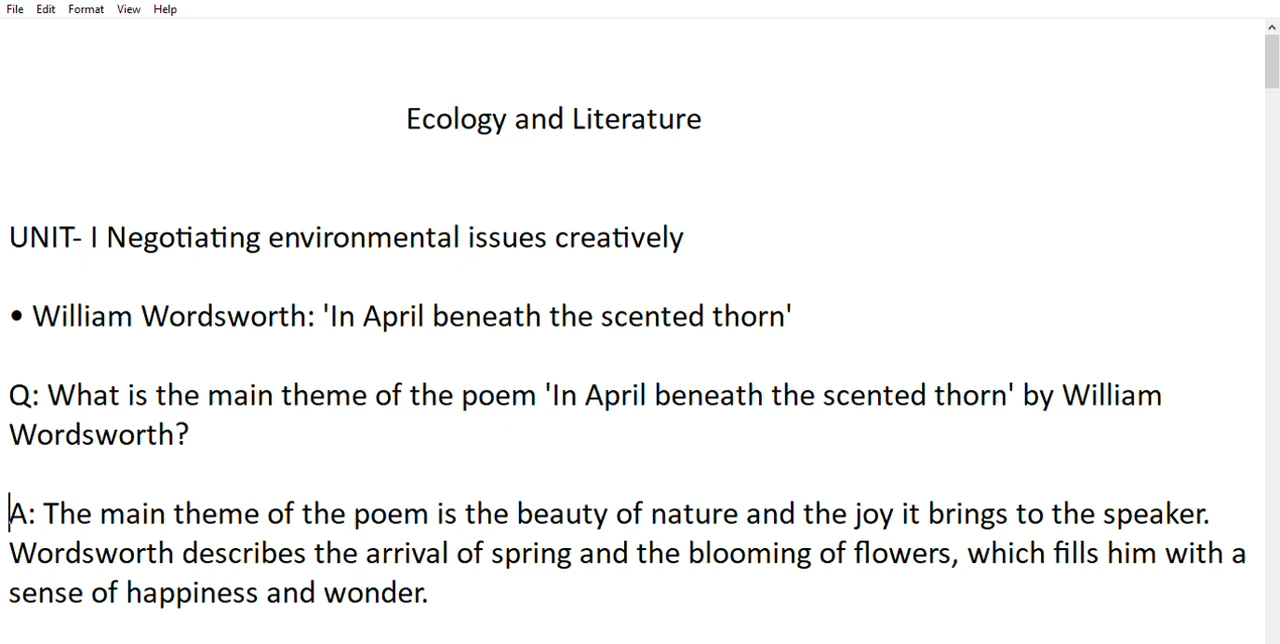 File Edit Format View Help
Ecology and Literature
UNIT- I Negotiating environmental issues creatively
• William Wordsworth: 'In April beneath the scented thorn'
Q: What is the main theme of the poem 'In April beneath the scented thorn' by William
Wordsworth?
A: The main theme of the poem is the beauty of nature and the joy it brings to the speaker.
Wordsworth describes the arrival of spring and the blooming of flowers, which fills him with a
sense of happiness and wonder.